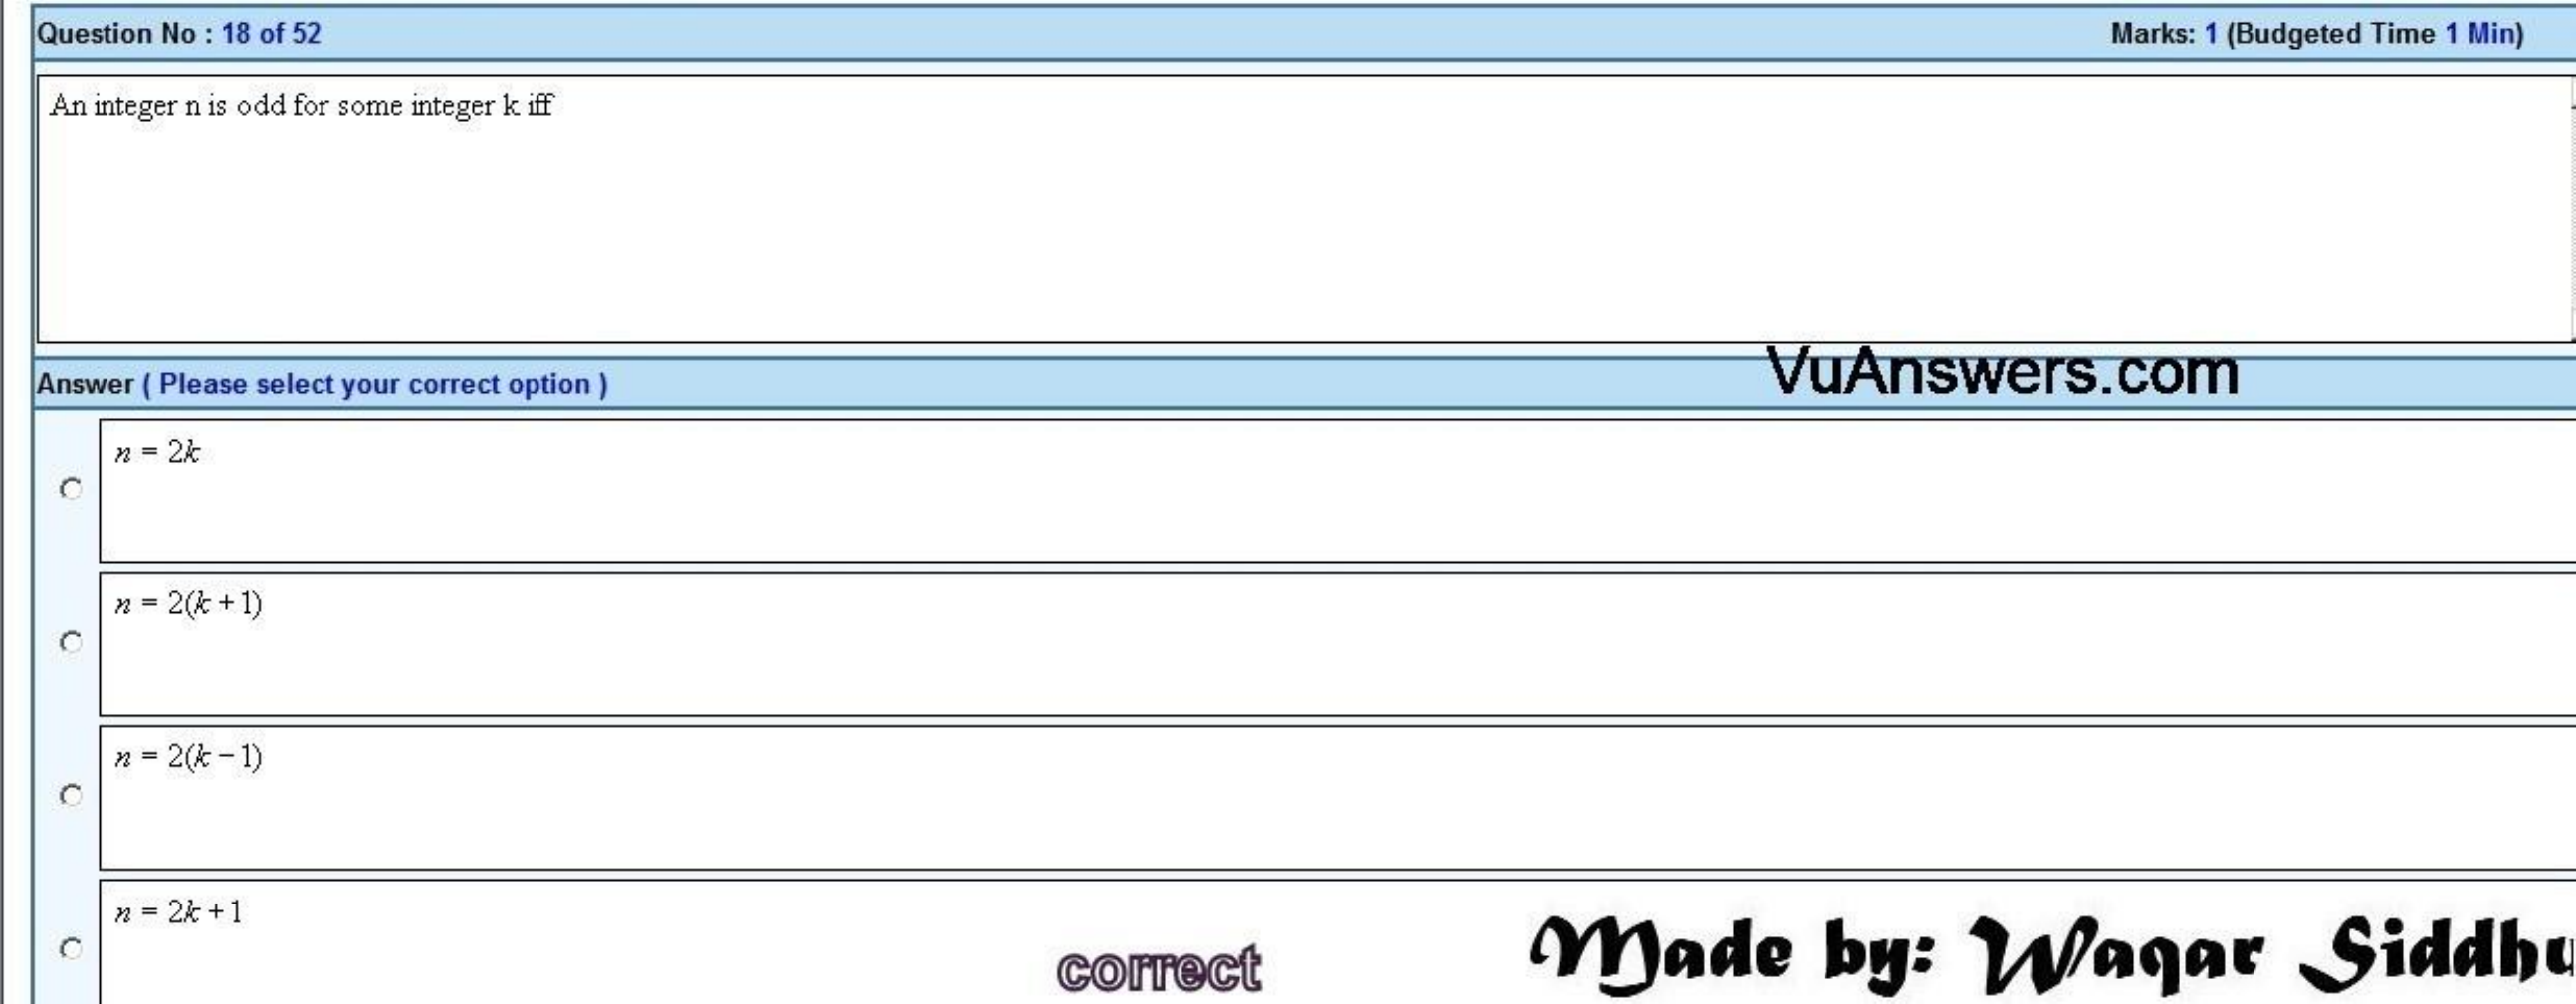 Question No : 18 of 52 Marks: 1 (Budgeted Time 1 Min)
An integer n is odd for some integer k iff
VuAnswers.com
Answer ( Please select your correct option )
n = 2k
n = 2(k + 1)
n = 2(k − 1)
n = 2k + 1
correct
Made by: Waqar Siddhu